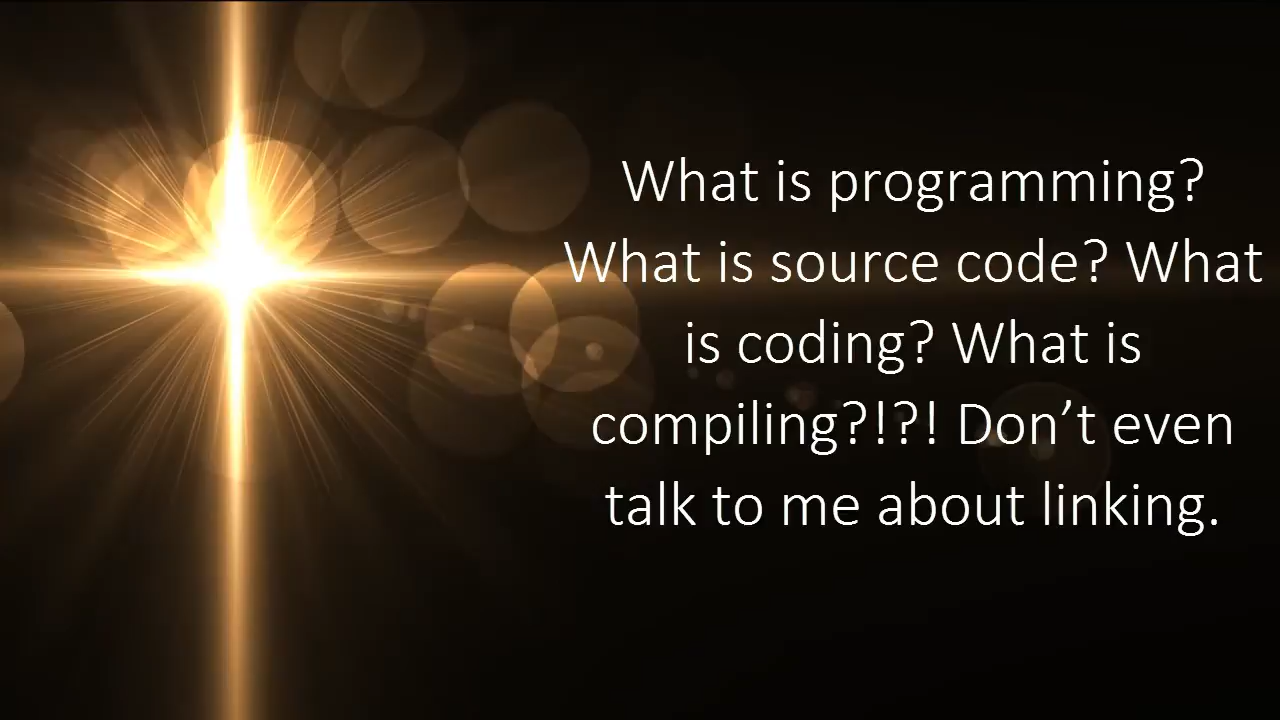 What is programming?
What is source code? What
is coding? What is
compiling?!?! Don’t even
talk to me about linking.